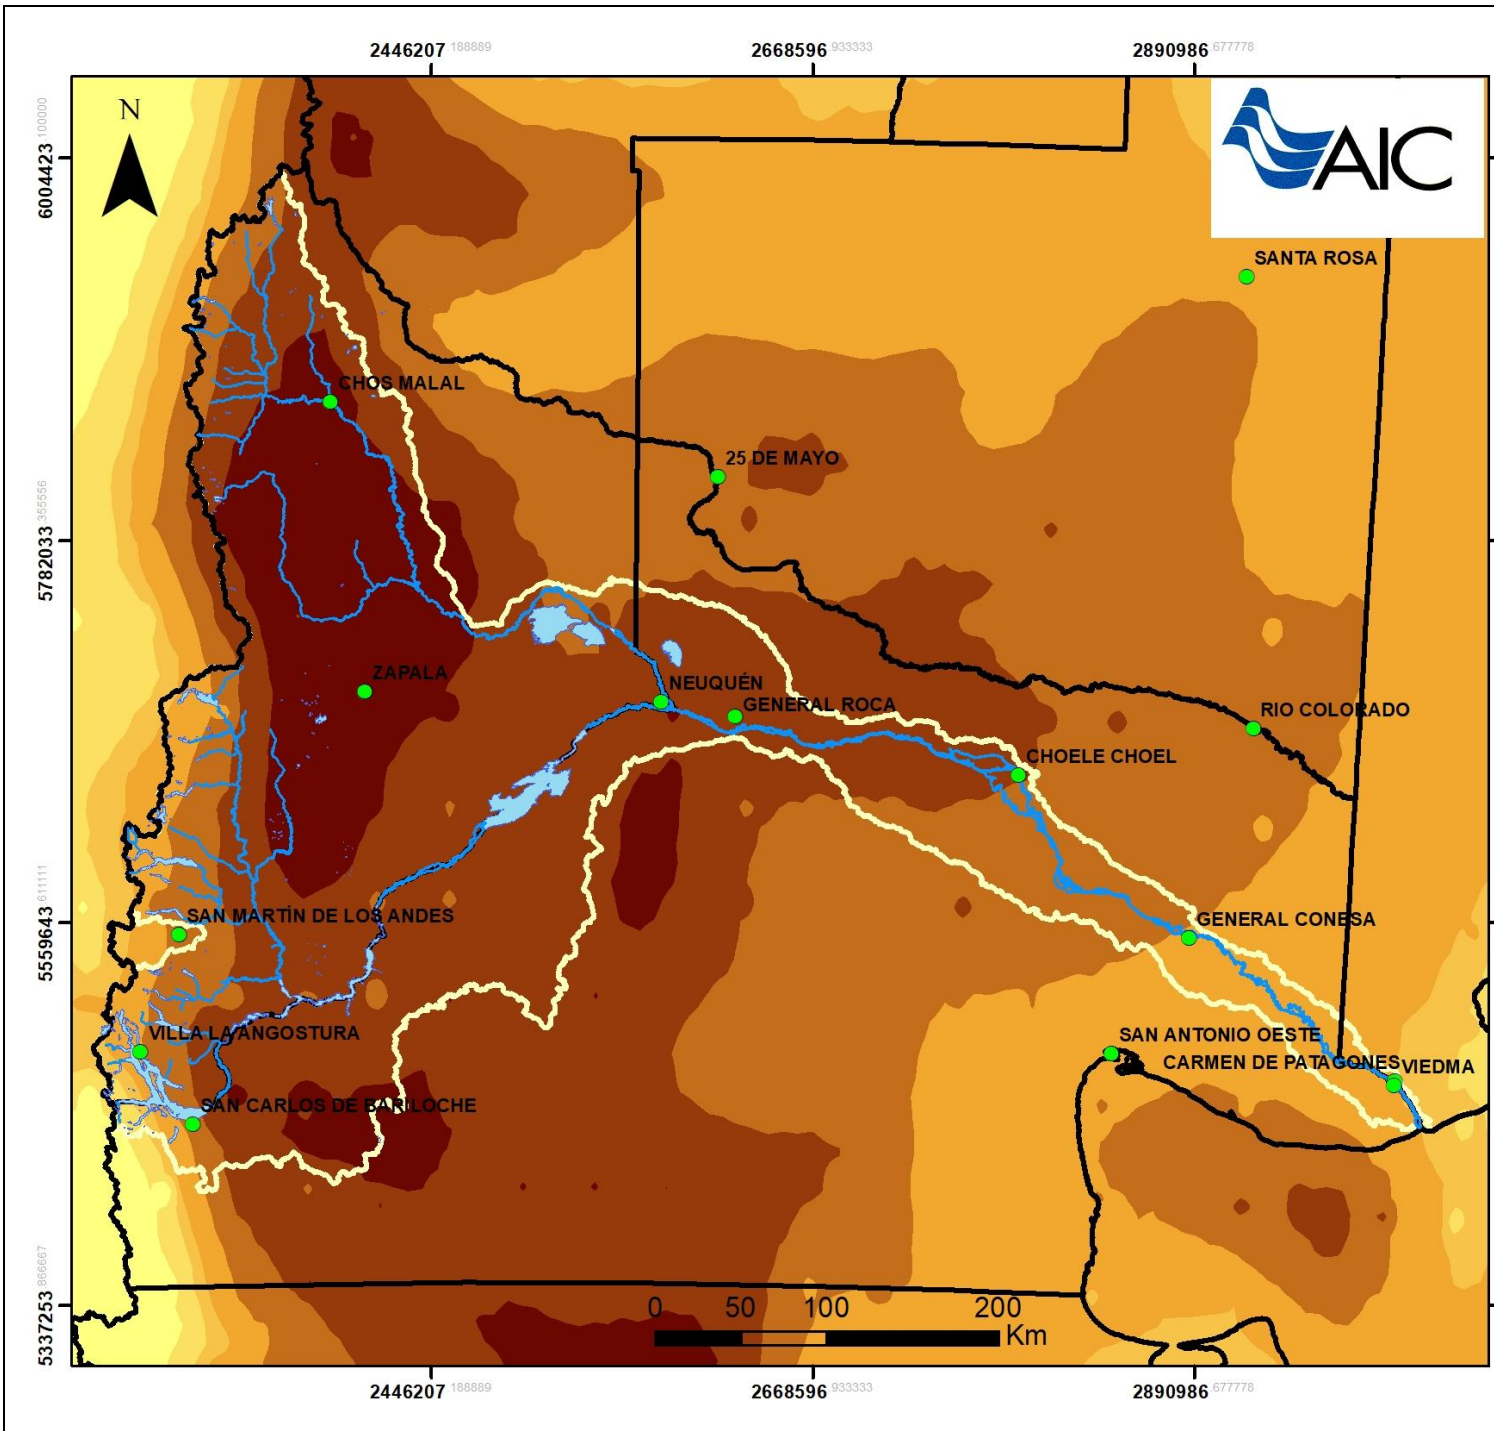 2446207.188889 2668596.933333 2890986.677778
N
AIC
6004423.100000
SANTA ROSA
CHOS MALAL
25 DE MAYO
5782033.355556
ZAPALA
NEUQUÉN
GENERAL ROCA
RIO COLORADO
CHOELE CHOEL
5559643.611111
SAN MARTÍN DE LOS ANDES
GENERAL CONESA
VILLA LA ANGOSTURA
SAN ANTONIO OESTE
CARMEN DE PATAGONES
VIEDMA
SAN CARLOS DE BARILOCHE
5337253.866667
0 50 100 200
Km
2446207.188889 2668596.933333 2890986.677778